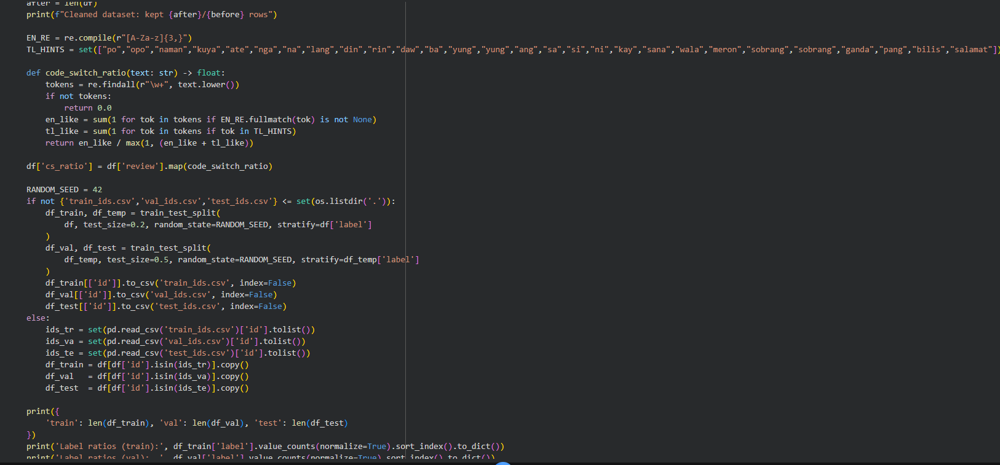 after = len(df)
print(f"Cleaned dataset: kept {after}/{before} rows")
EN_RE = re.compile(r"[A-Za-z]{3,}")
TL_HINTS = set(["po","opo","naman","kuya","ate","nga","na","lang","din","rin","daw","ba","yung","yung","ang","sa","si","ni","kay","sana","wala","meron","sobrang","sobrang","ganda","pang","bilis","salamat"])
def code_switch_ratio(text: str) -> float:
    tokens = re.findall(r"\w+", text.lower())
    if not tokens:
        return 0.0
    en_like = sum(1 for tok in tokens if EN_RE.fullmatch(tok) is not None)
    tl_like = sum(1 for tok in tokens if tok in TL_HINTS)
    return en_like / max(1, (en_like + tl_like))
df['cs_ratio'] = df['review'].map(code_switch_ratio)
RANDOM_SEED = 42
if not {'train_ids.csv','val_ids.csv','test_ids.csv'} <= set(os.listdir('.')):
    df_train, df_temp = train_test_split(
        df, test_size=0.2, random_state=RANDOM_SEED, stratify=df['label']
    )
    df_val, df_test = train_test_split(
        df_temp, test_size=0.5, random_state=RANDOM_SEED, stratify=df_temp['label']
    )
    df_train[['id']].to_csv('train_ids.csv', index=False)
    df_val[['id']].to_csv('val_ids.csv', index=False)
    df_test[['id']].to_csv('test_ids.csv', index=False)
else:
    ids_tr = set(pd.read_csv('train_ids.csv')['id'].tolist())
    ids_va = set(pd.read_csv('val_ids.csv')['id'].tolist())
    ids_te = set(pd.read_csv('test_ids.csv')['id'].tolist())
    df_train = df[df['id'].isin(ids_tr)].copy()
    df_val   = df[df['id'].isin(ids_va)].copy()
    df_test  = df[df['id'].isin(ids_te)].copy()
print({
    'train': len(df_train), 'val': len(df_val), 'test': len(df_test)
})
print('Label ratios (train):', df_train['label'].value_counts(normalize=True).sort_index().to_dict())
print('Label ratios (val):  ', df_val['label'].value_counts(normalize=True).sort_index().to_dict())